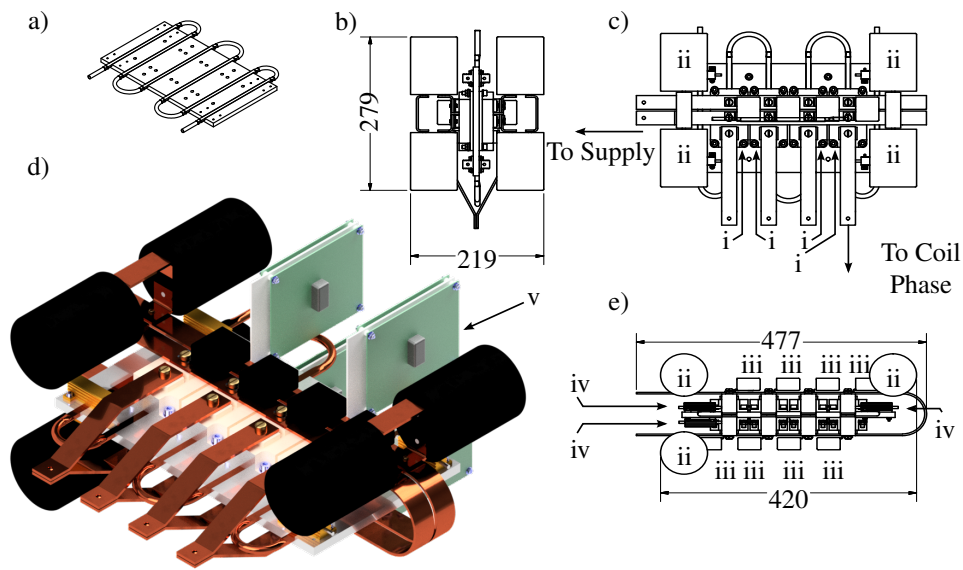 a)
b)
279
219
To Supply
c)
ii
ii
ii
ii
i
i
i
To Coil
Phase
d)
v
e)
477
iii
iii
iii
iii
ii
ii
iv
iv
iv
ii
iii
iii
iii
iii
420